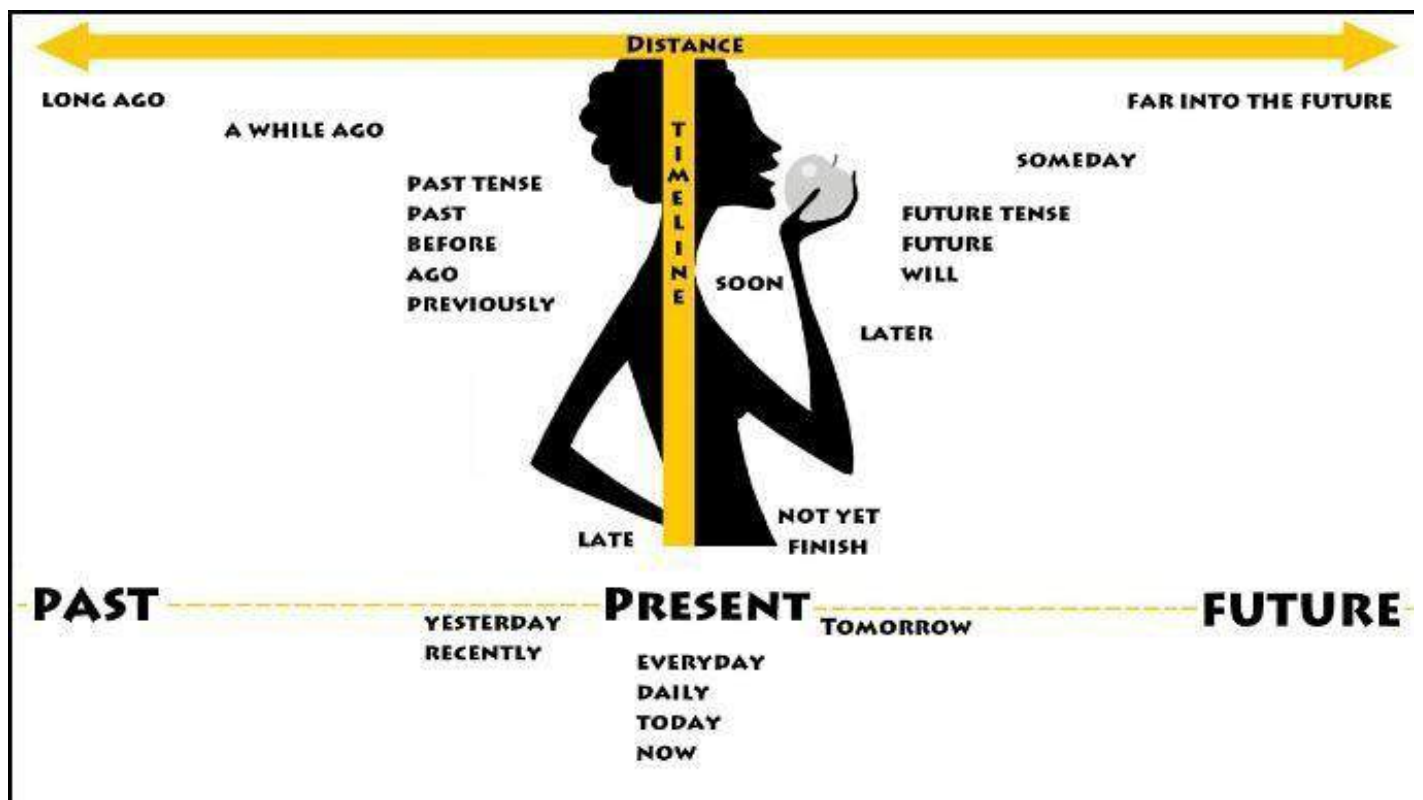 DISTANCE
TIMELINE
LONG AGO
A WHILE AGO
PAST TENSE
PAST
BEFORE
AGO
PREVIOUSLY
FAR INTO THE FUTURE
SOMEDAY
FUTURE TENSE
FUTURE
WILL
SOON
LATER
LATE
NOT YET
FINISH
PAST
PRESENT
FUTURE
YESTERDAY
RECENTLY
TOMORROW
EVERYDAY
DAILY
TODAY
NOW